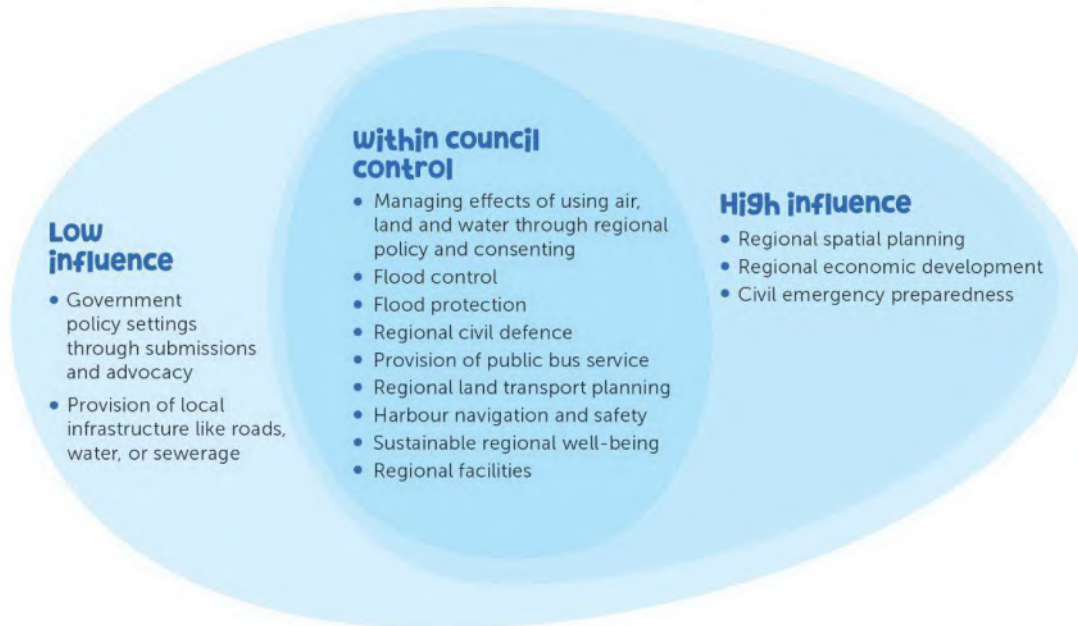 Low
influence
• Government
policy settings
through submissions
and advocacy
• Provision of local
infrastructure like roads,
water, or sewerage
within council
control
• Managing effects of using air,
land and water through regional
policy and consenting
• Flood control
• Flood protection
• Regional civil defence
• Provision of public bus service
• Regional land transport planning
• Harbour navigation and safety
• Sustainable regional well-being
• Regional facilities
High influence
• Regional spatial planning
• Regional economic development
• Civil emergency preparedness